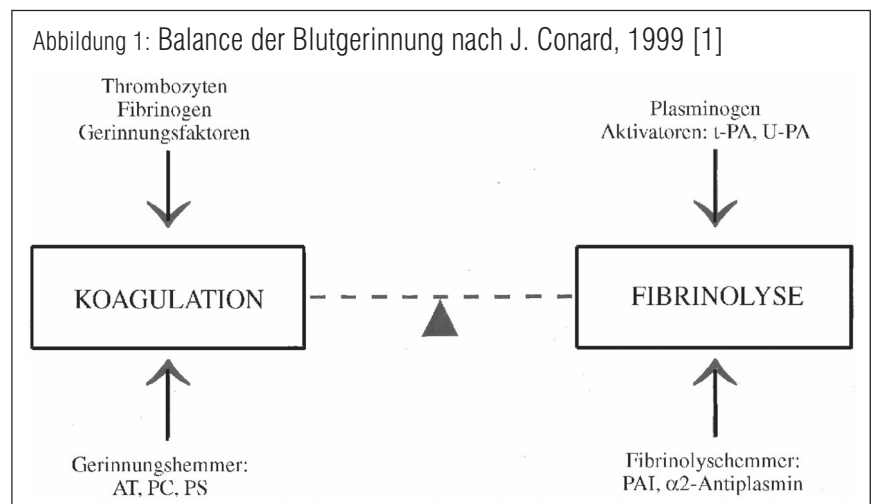 Abbildung 1: Balance der Blutgerinnung nach J. Conard, 1999 [1]
Thrombozyten
Fibrinogen
Gerinnungsfaktoren
Plasminogen
Aktivatoren: t-PA, U-PA
KOAGULATION
FIBRINOLYSE
Gerinnungshemmer:
AT, PC, PS
Fibrinolysehemmer:
PAI, α2-Antiplasmin